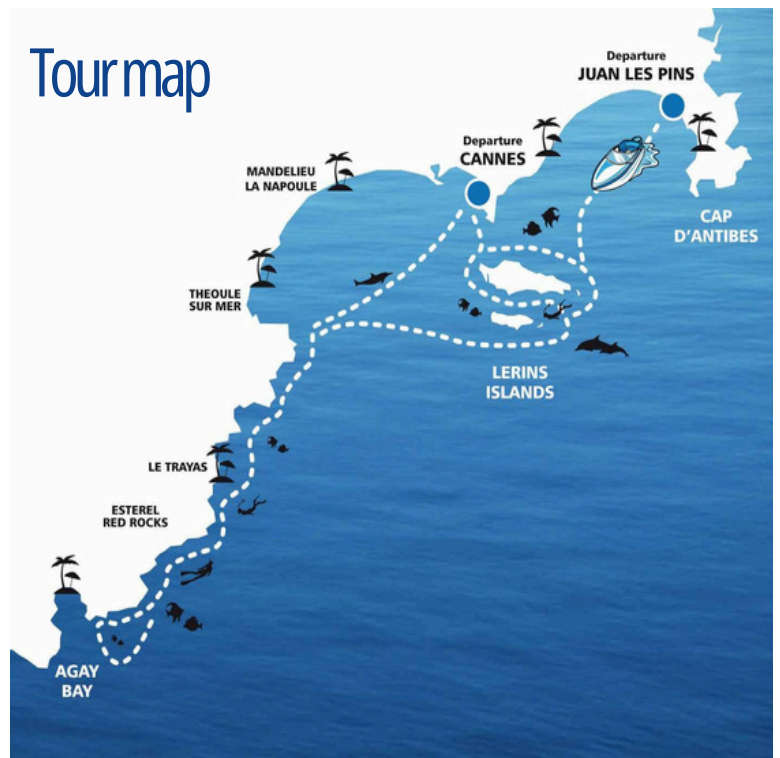 Tour map
Departure
JUAN LES PINS
Departure
CANNES
MANDELIEU
LA NAPOULE
CAP
D'ANTIBES
THEOULE
SUR MER
LERINS
ISLANDS
LE TRAYAS
ESTEREL
RED ROCKS
AGAY
BAY